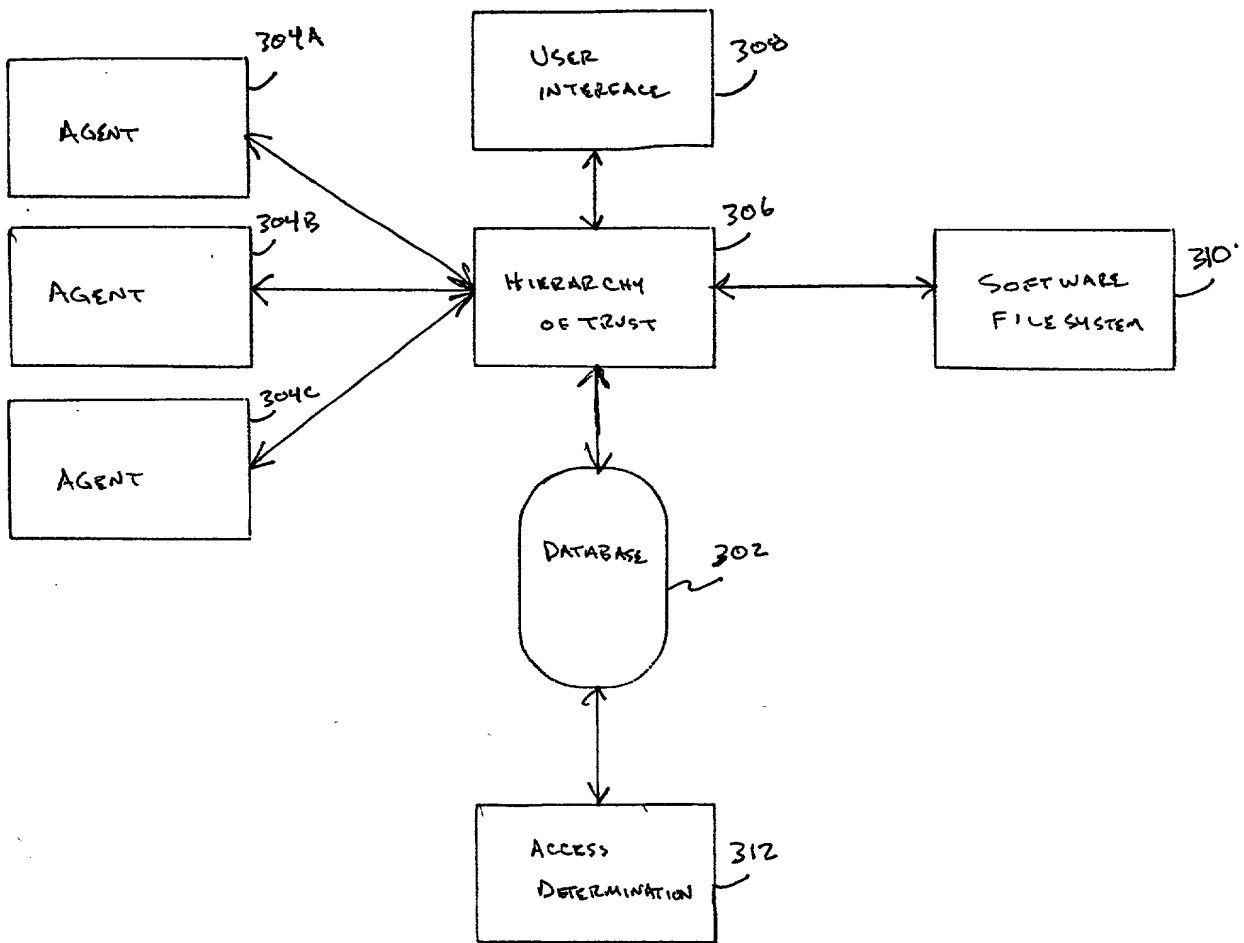 304A
AGENT
USER
INTERFACE
308
304B
AGENT
306
HIERARCHY
OF TRUST
310
SOFTWARE
FILESYSTEM
304C
AGENT
DATABASE
302
ACCESS
DETERMINATION
312